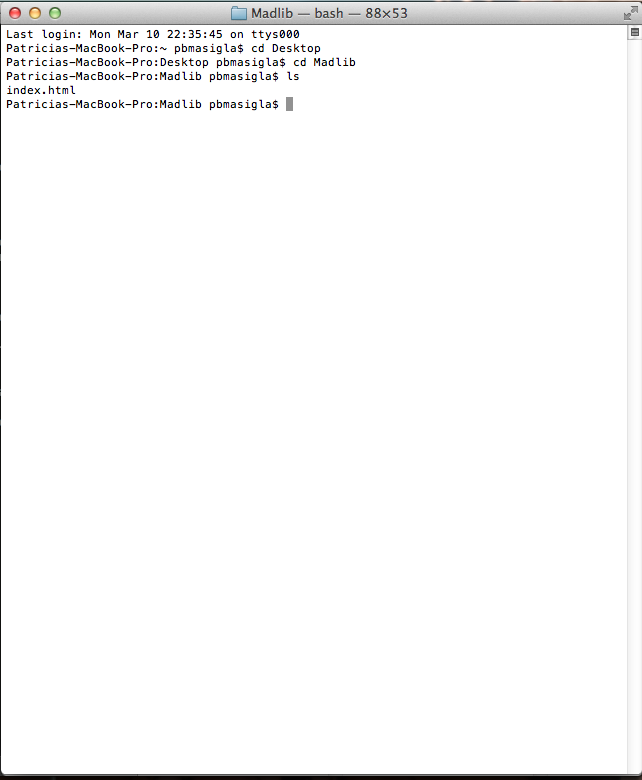 Madlib — bash — 88×53
Last login: Mon Mar 10 22:35:45 on ttys000
Patricias-MacBook-Pro:~ pbmasigla$ cd Desktop
Patricias-MacBook-Pro:Desktop pbmasigla$ cd Madlib
Patricias-MacBook-Pro:Madlib pbmasigla$ ls
index.html
Patricias-MacBook-Pro:Madlib pbmasigla$